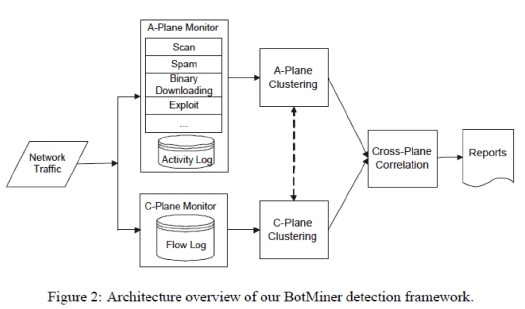 A-Plane Monitor
Scan
Spam
Binary
Downloading
Exploit
...
Activity Log
A-Plane
Clustering
Network
Traffic
Cross-Plane
Correlation
Reports
C-Plane Monitor
Flow Log
C-Plane
Clustering
Figure 2: Architecture overview of our BotMiner detection framework.